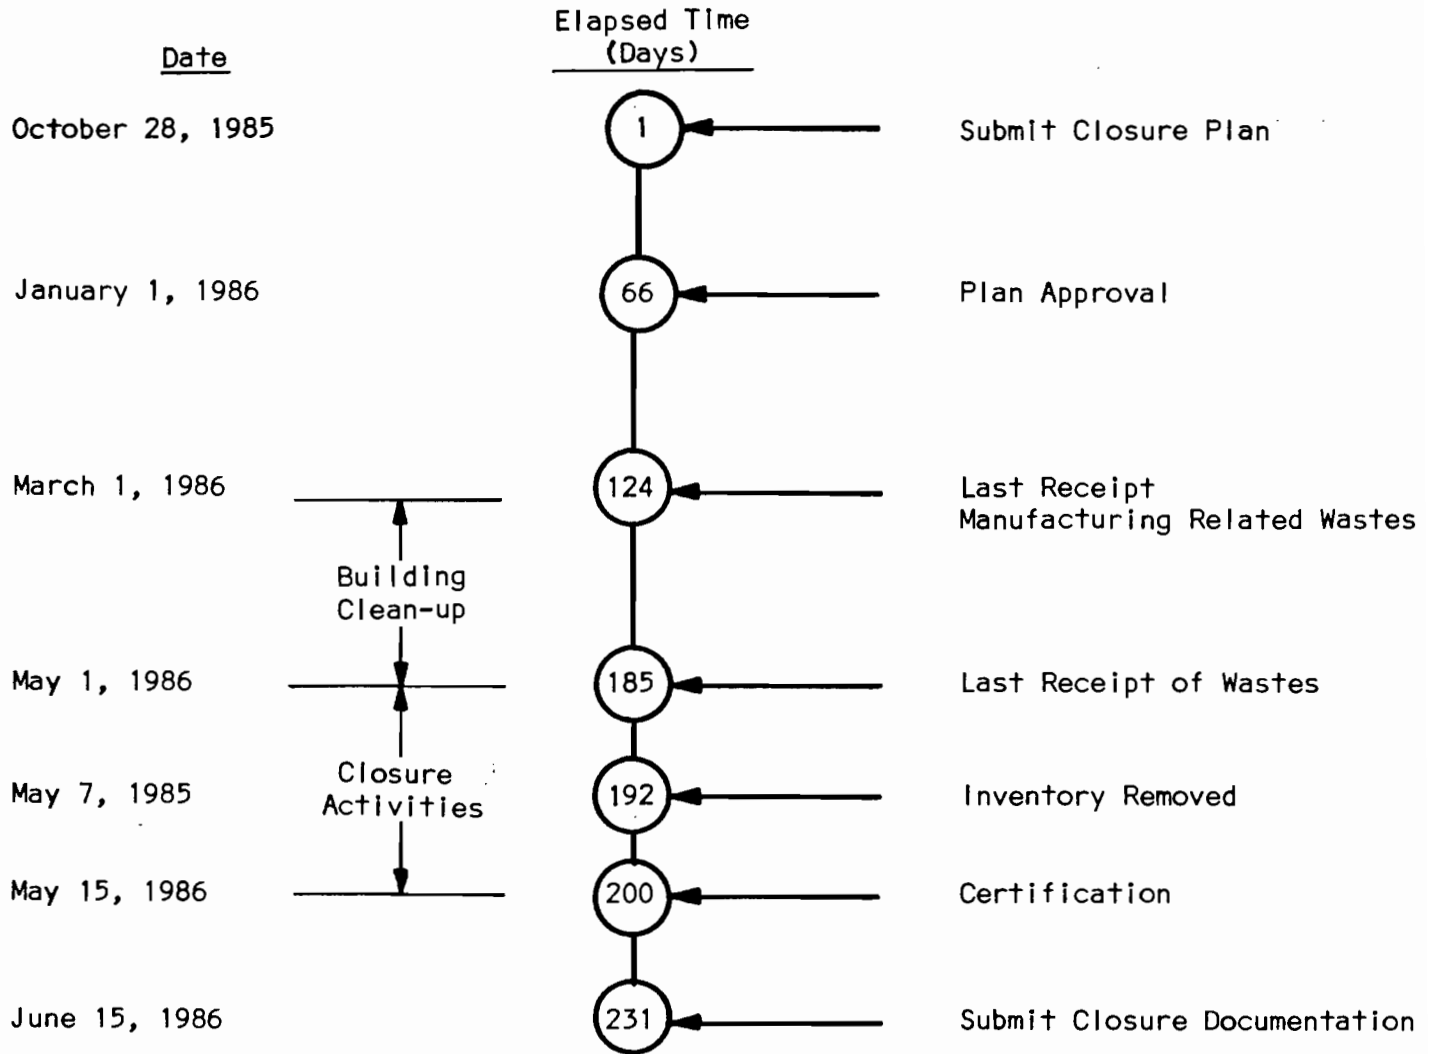 Date
Elapsed Time
(Days)
October 28, 1985
1
Submit Closure Plan
January 1, 1986
66
Plan Approval
March 1, 1986
124
Last Receipt
Manufacturing Related Wastes
Building
Clean-up
May 1, 1986
185
Last Receipt of Wastes
Closure
Activities
May 7, 1985
192
Inventory Removed
May 15, 1986
200
Certification
June 15, 1986
231
Submit Closure Documentation